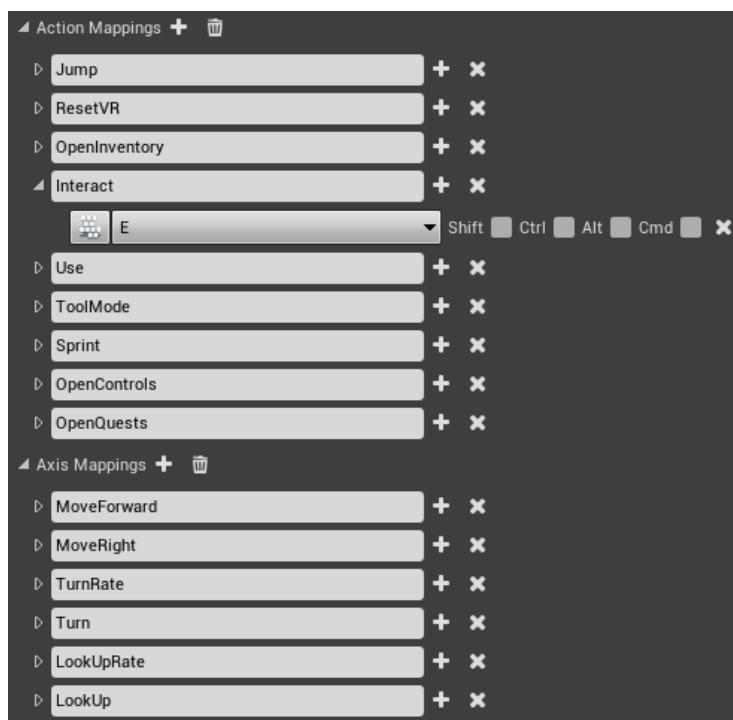 Action Mappings
Jump
ResetVR
OpenInventory
Interact
E Shift Ctrl Alt Cmd
Use
ToolMode
Sprint
OpenControls
OpenQuests
Axis Mappings
MoveForward
MoveRight
TurnRate
Turn
LookUpRate
LookUp